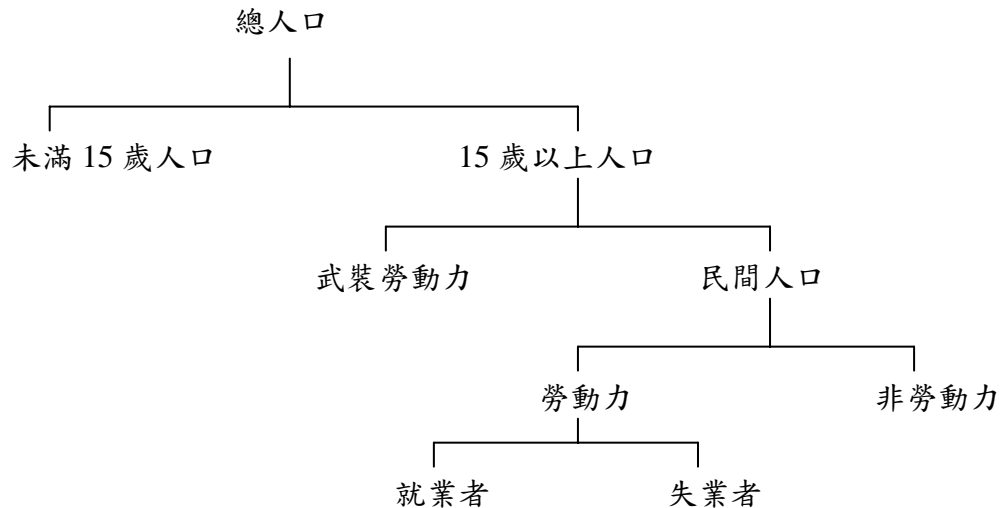 總人口
未滿 15 歲人口 15 歲以上人口
武裝勞動力 民間人口
勞動力 非勞動力
就業者 失業者